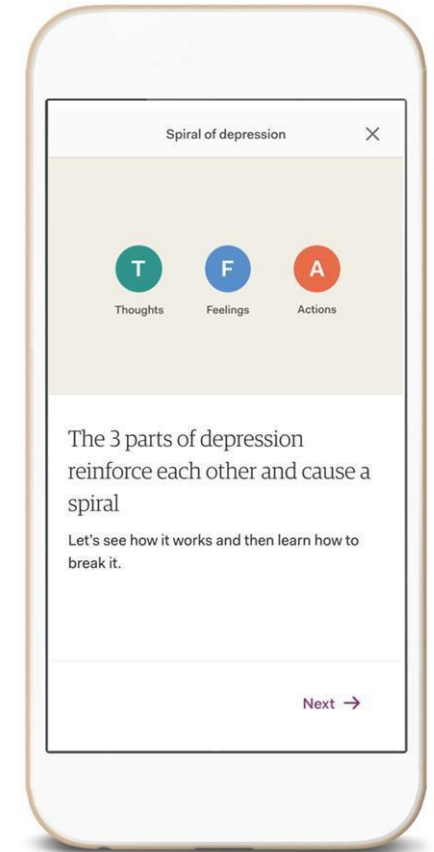 Spiral of depression
T F A
Thoughts Feelings Actions
The 3 parts of depression
reinforce each other and cause a
spiral
Let's see how it works and then learn how to
break it.
Next